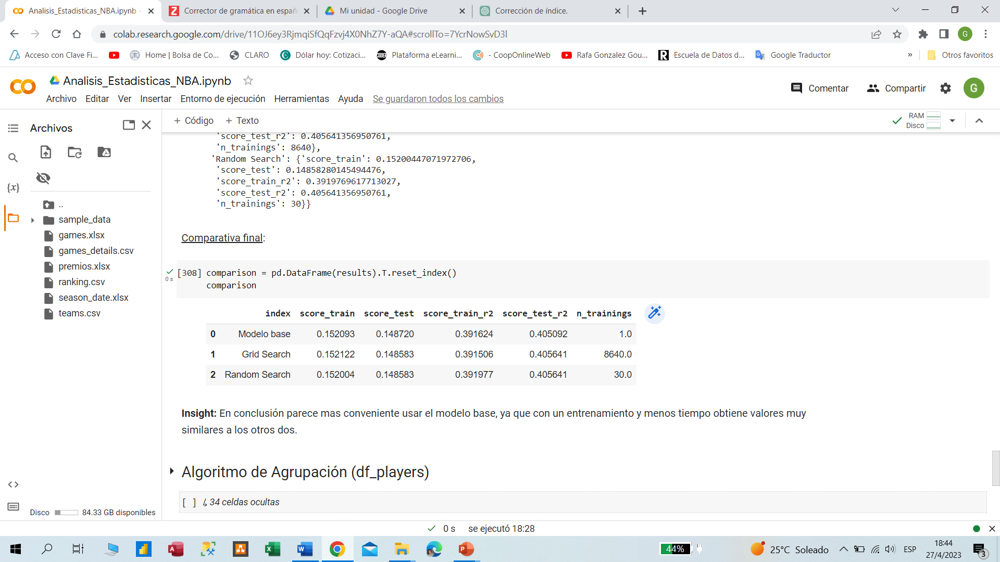 Analisis_Estadisticas_NBA.ipynb -
Corrector de gramática en españ
Mi unidad - Google Drive
Corrección de índice.
colab.research.google.com/drive/11OJ6ey3RjmqiSfQqFzvj4X0NhZ7Y-aQA#scrollTo=7YcrNowSvD3l
G
Acceso con Clave Fi...
Home | Bolsa de Co...
CLARO
Dólar hoy: Cotizaci...
Plataforma eLearni...
- CoopOnlineWeb
Rafa Gonzalez Gou...
Escuela de Datos d...
Google Traductor
»
Otros favoritos
Analisis_Estadisticas_NBA.ipynb
Archivo Editar Ver Insertar Entorno de ejecución Herramientas Ayuda Se guardaron todos los cambios
Comentar
Compartir
G
Archivos
+ Código + Texto
RAM
Disco
{x}
..
sample_data
games.xlsx
games_details.csv
premios.xlsx
ranking.csv
season_date.xlsx
teams.csv
Disco 84.33 GB disponibles
'score_test_r2': 0.405641356950761,
'n_trainings': 8640},
'Random Search': {'score_train': 0.15200447071972706,
'score_test': 0.14858280145494476,
'score_train_r2': 0.3919769617713027,
'score_test_r2': 0.405641356950761,
'n_trainings': 30}}
Comparativa final:
0 s
[308] comparison = pd.DataFrame(results).T.reset_index()
comparison
index score_train score_test score_train_r2 score_test_r2 n_trainings
0 Modelo base 0.152093 0.148720 0.391624 0.405092 1.0
1 Grid Search 0.152122 0.148583 0.391506 0.405641 8640.0
2 Random Search 0.152004 0.148583 0.391977 0.405641 30.0
Insight: En conclusión parece mas conveniente usar el modelo base, ya que con un entrenamiento y menos tiempo obtiene valores muy
similares a los otros dos.
Algoritmo de Agrupación (df_players)
[ ] ↳ 34 celdas ocultas
0 s se ejecutó 18:28
44%
25°C Soleado
ESP
18:44
27/4/2023
3